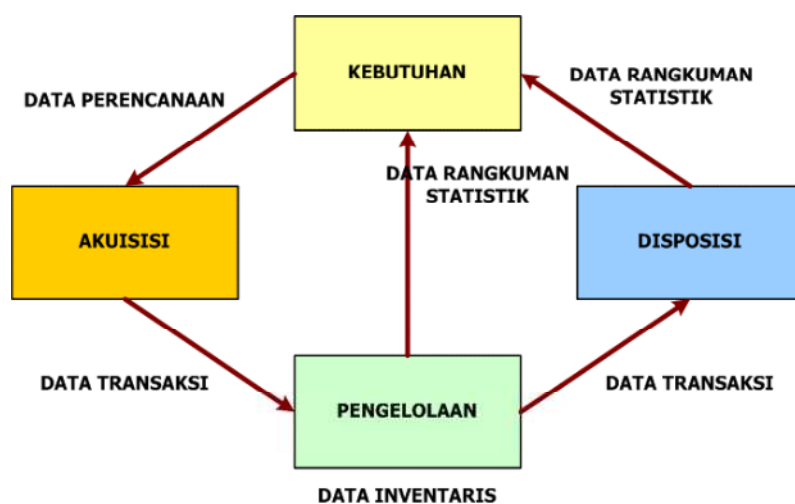 KEBUTUHAN
DATA RANGKUMAN
STATISTIK
DATA PERENCANAAN
DATA RANGKUMAN
STATISTIK
AKUISISI
DISPOSISI
DATA TRANSAKSI
DATA TRANSAKSI
PENGELOLAAN
DATA INVENTARIS